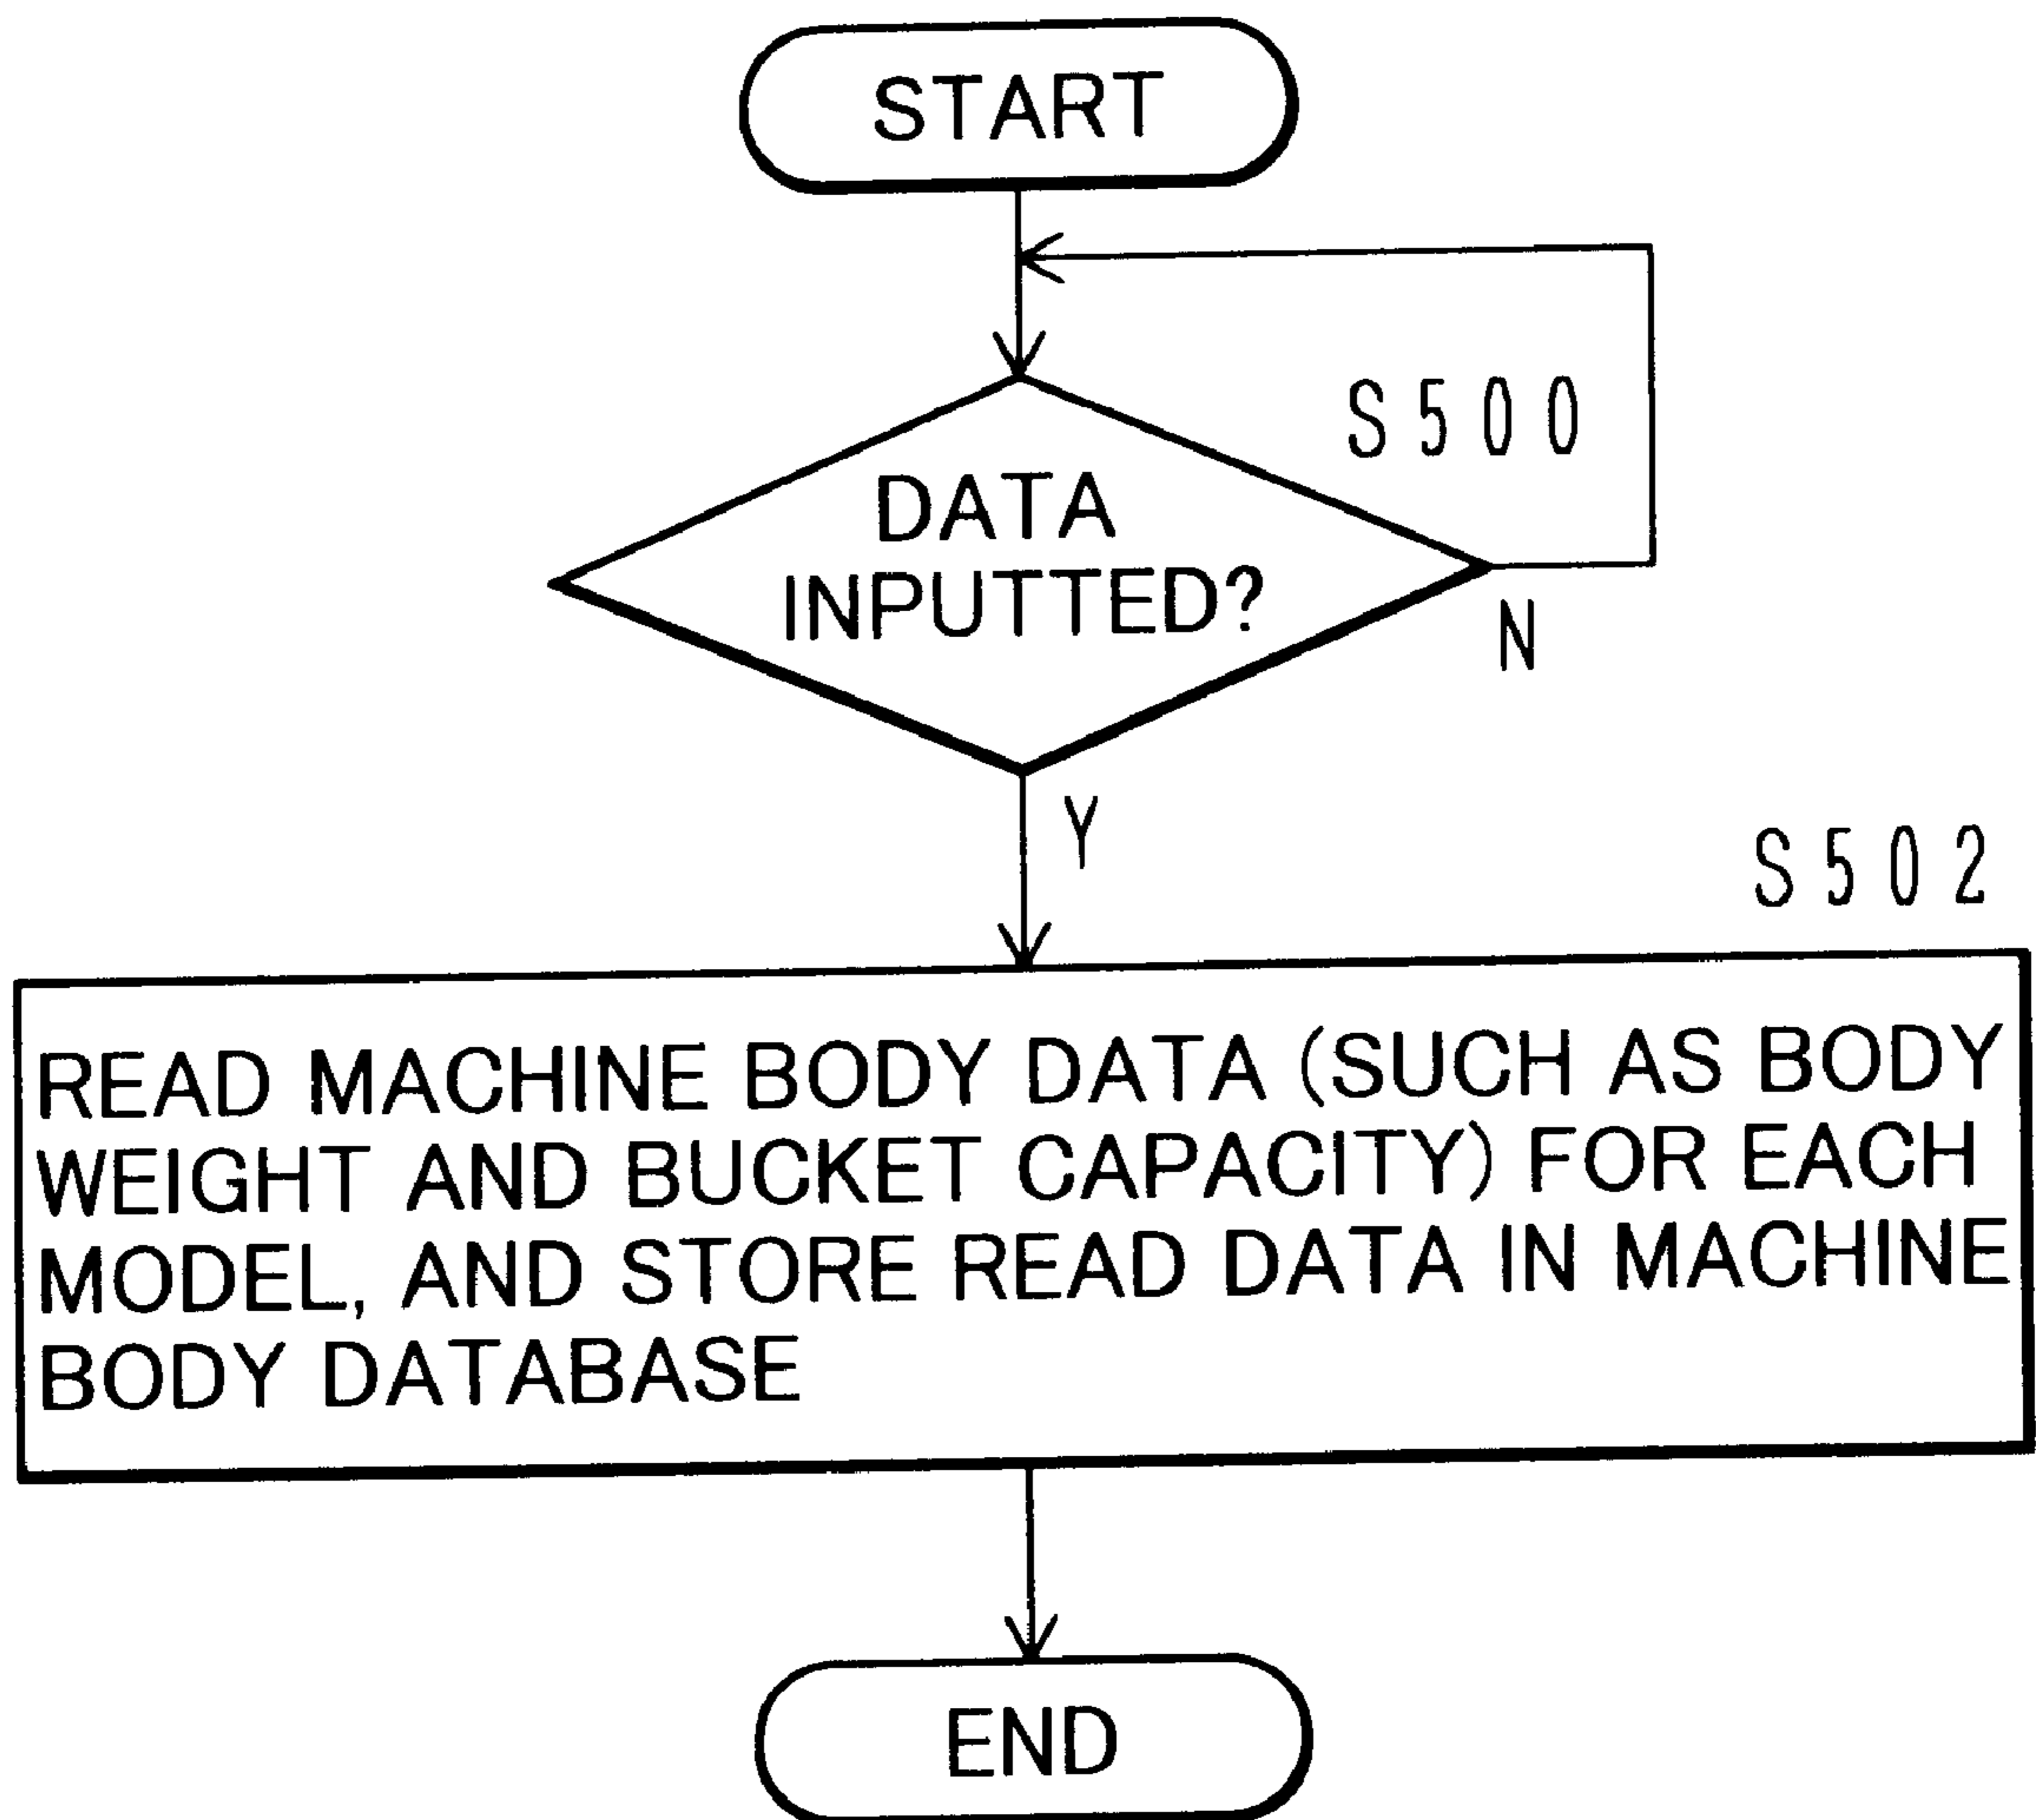 START
S500
DATA
INPUTTED?
N
Y
S502
READ MACHINE BODY DATA (SUCH AS BODY
WEIGHT AND BUCKET CAPACITY) FOR EACH
MODEL, AND STORE READ DATA IN MACHINE
BODY DATABASE
END